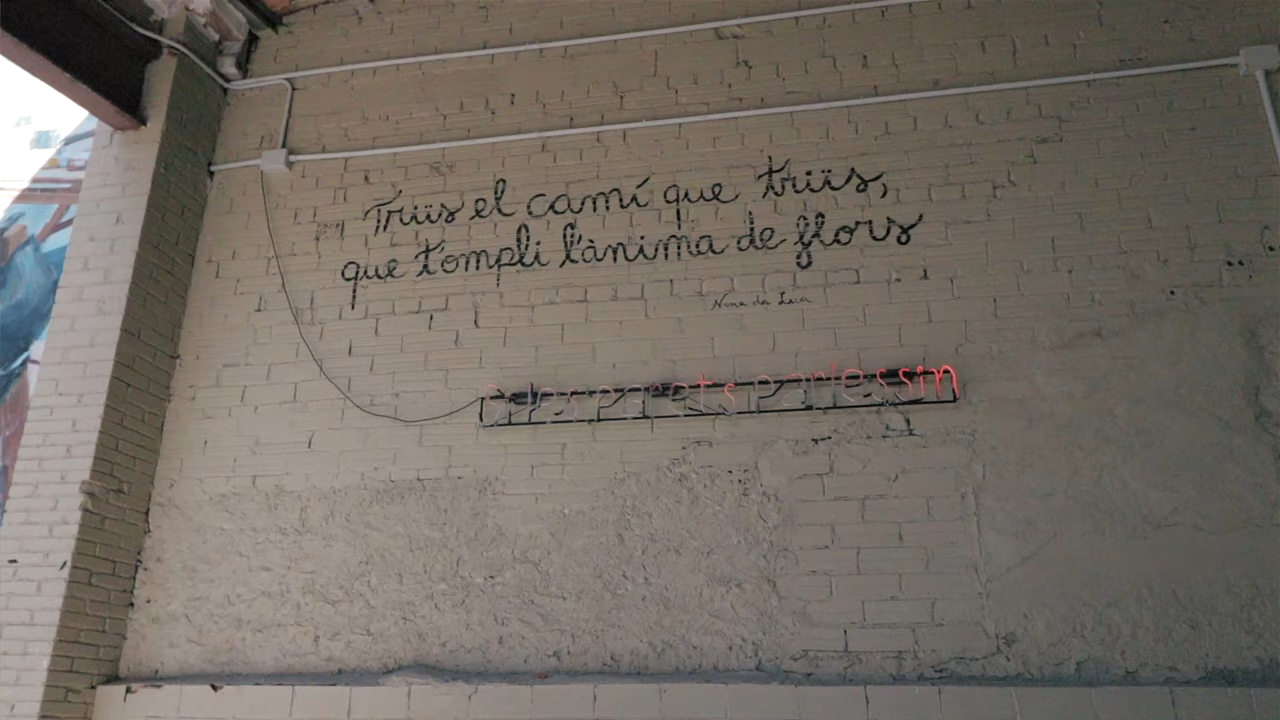 Triïs el camí que triïs,
que t'ompli l'ànima de flors
Nina da Lua
si les parets parlessin